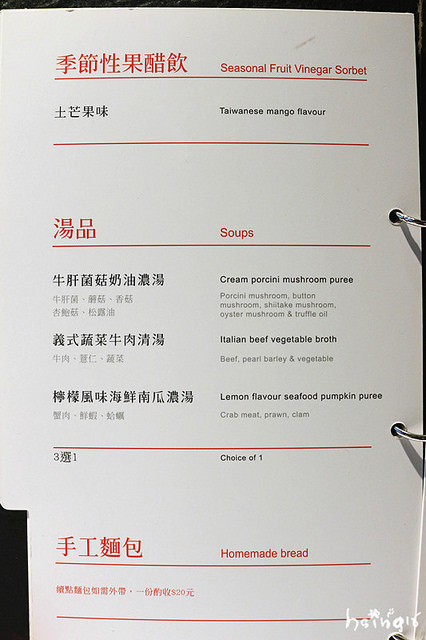 季節性果醋飲 Seasonal Fruit Vinegar Sorbet
土芒果味 Taiwanese mango flavour
湯品 Soups
牛肝菌菇奶油濃湯 Cream porcini mushroom puree
牛肝菌、蘑菇、香菇 Porcini mushroom, button
杏鮑菇、松露油 mushroom, shiitake mushroom,
oyster mushroom & truffle oil
義式蔬菜牛肉清湯 Italian beef vegetable broth
牛肉、薏仁、蔬菜 Beef, pearl barley & vegetable
檸檬風味海鮮南瓜濃湯 Lemon flavour seafood pumpkin puree
蟹肉、鮮蝦、蛤蠣 Crab meat, prawn, clam
3選1 Choice of 1
手工麵包 Homemade bread
續點麵包如需外帶，一份酌收$20元